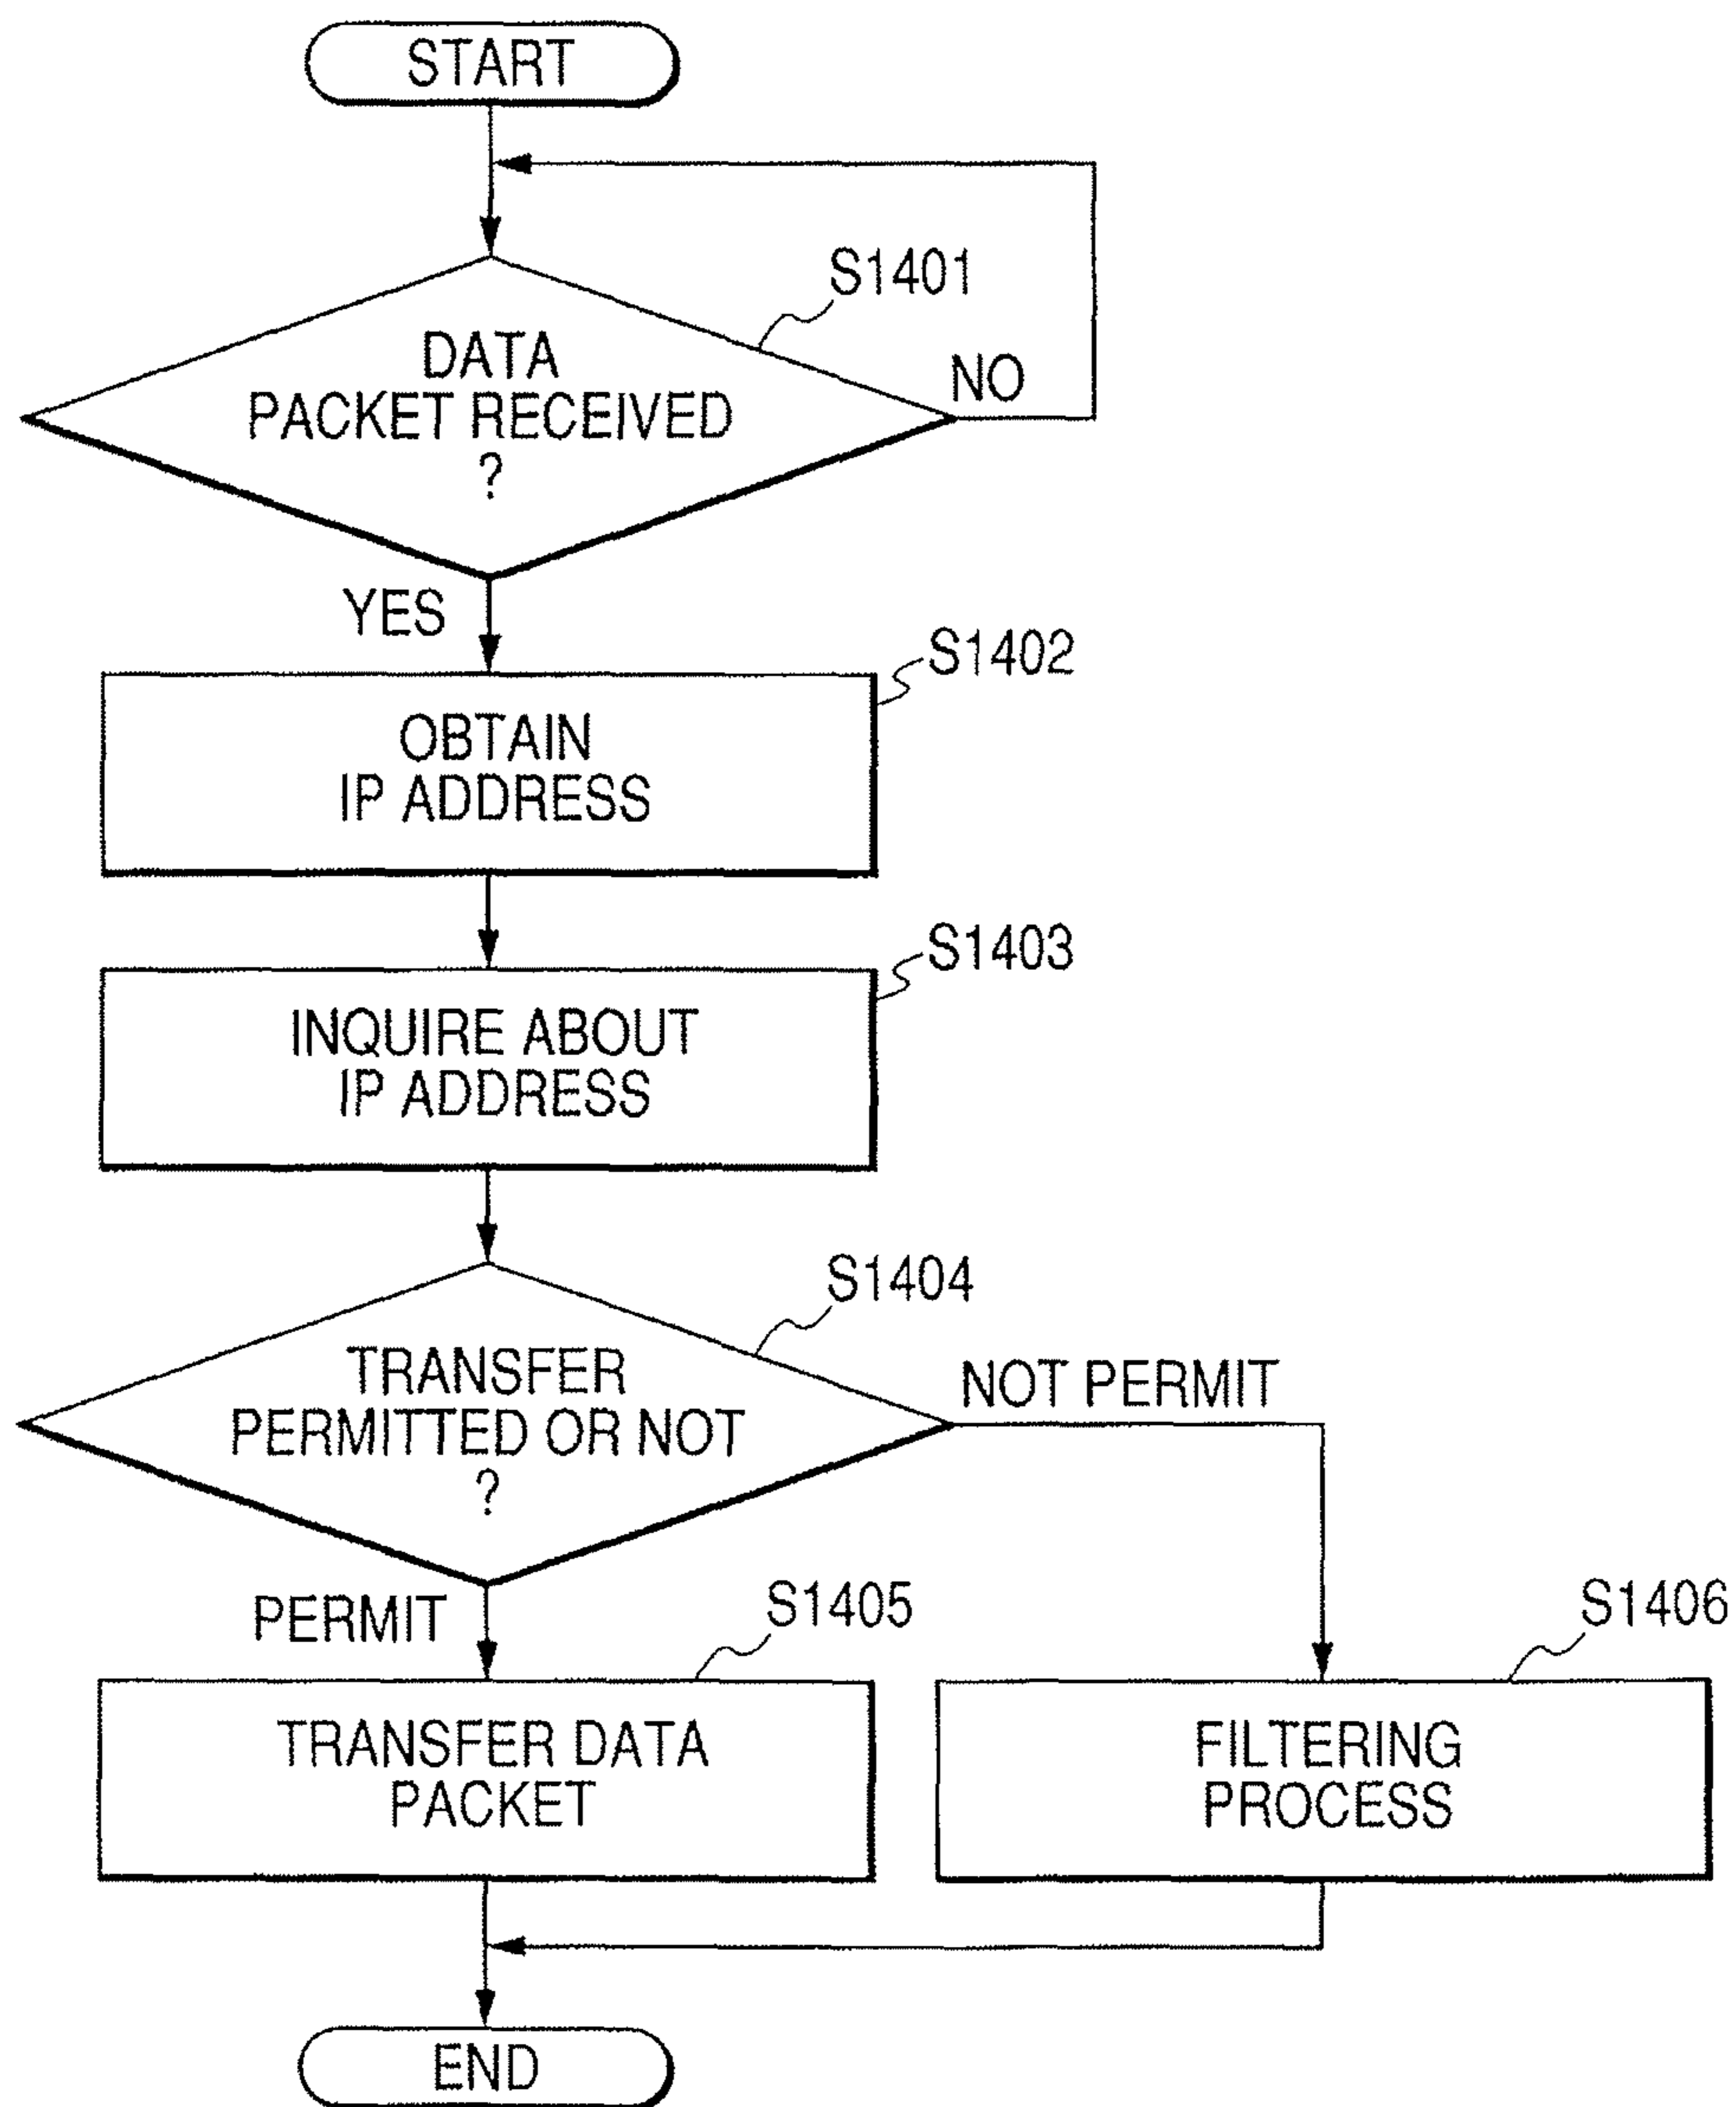 START
S1401
DATA
PACKET RECEIVED
?
NO
YES
S1402
OBTAIN
IP ADDRESS
S1403
INQUIRE ABOUT
IP ADDRESS
S1404
TRANSFER
PERMITTED OR NOT
?
NOT PERMIT
PERMIT
S1405
TRANSFER DATA
PACKET
S1406
FILTERING
PROCESS
END